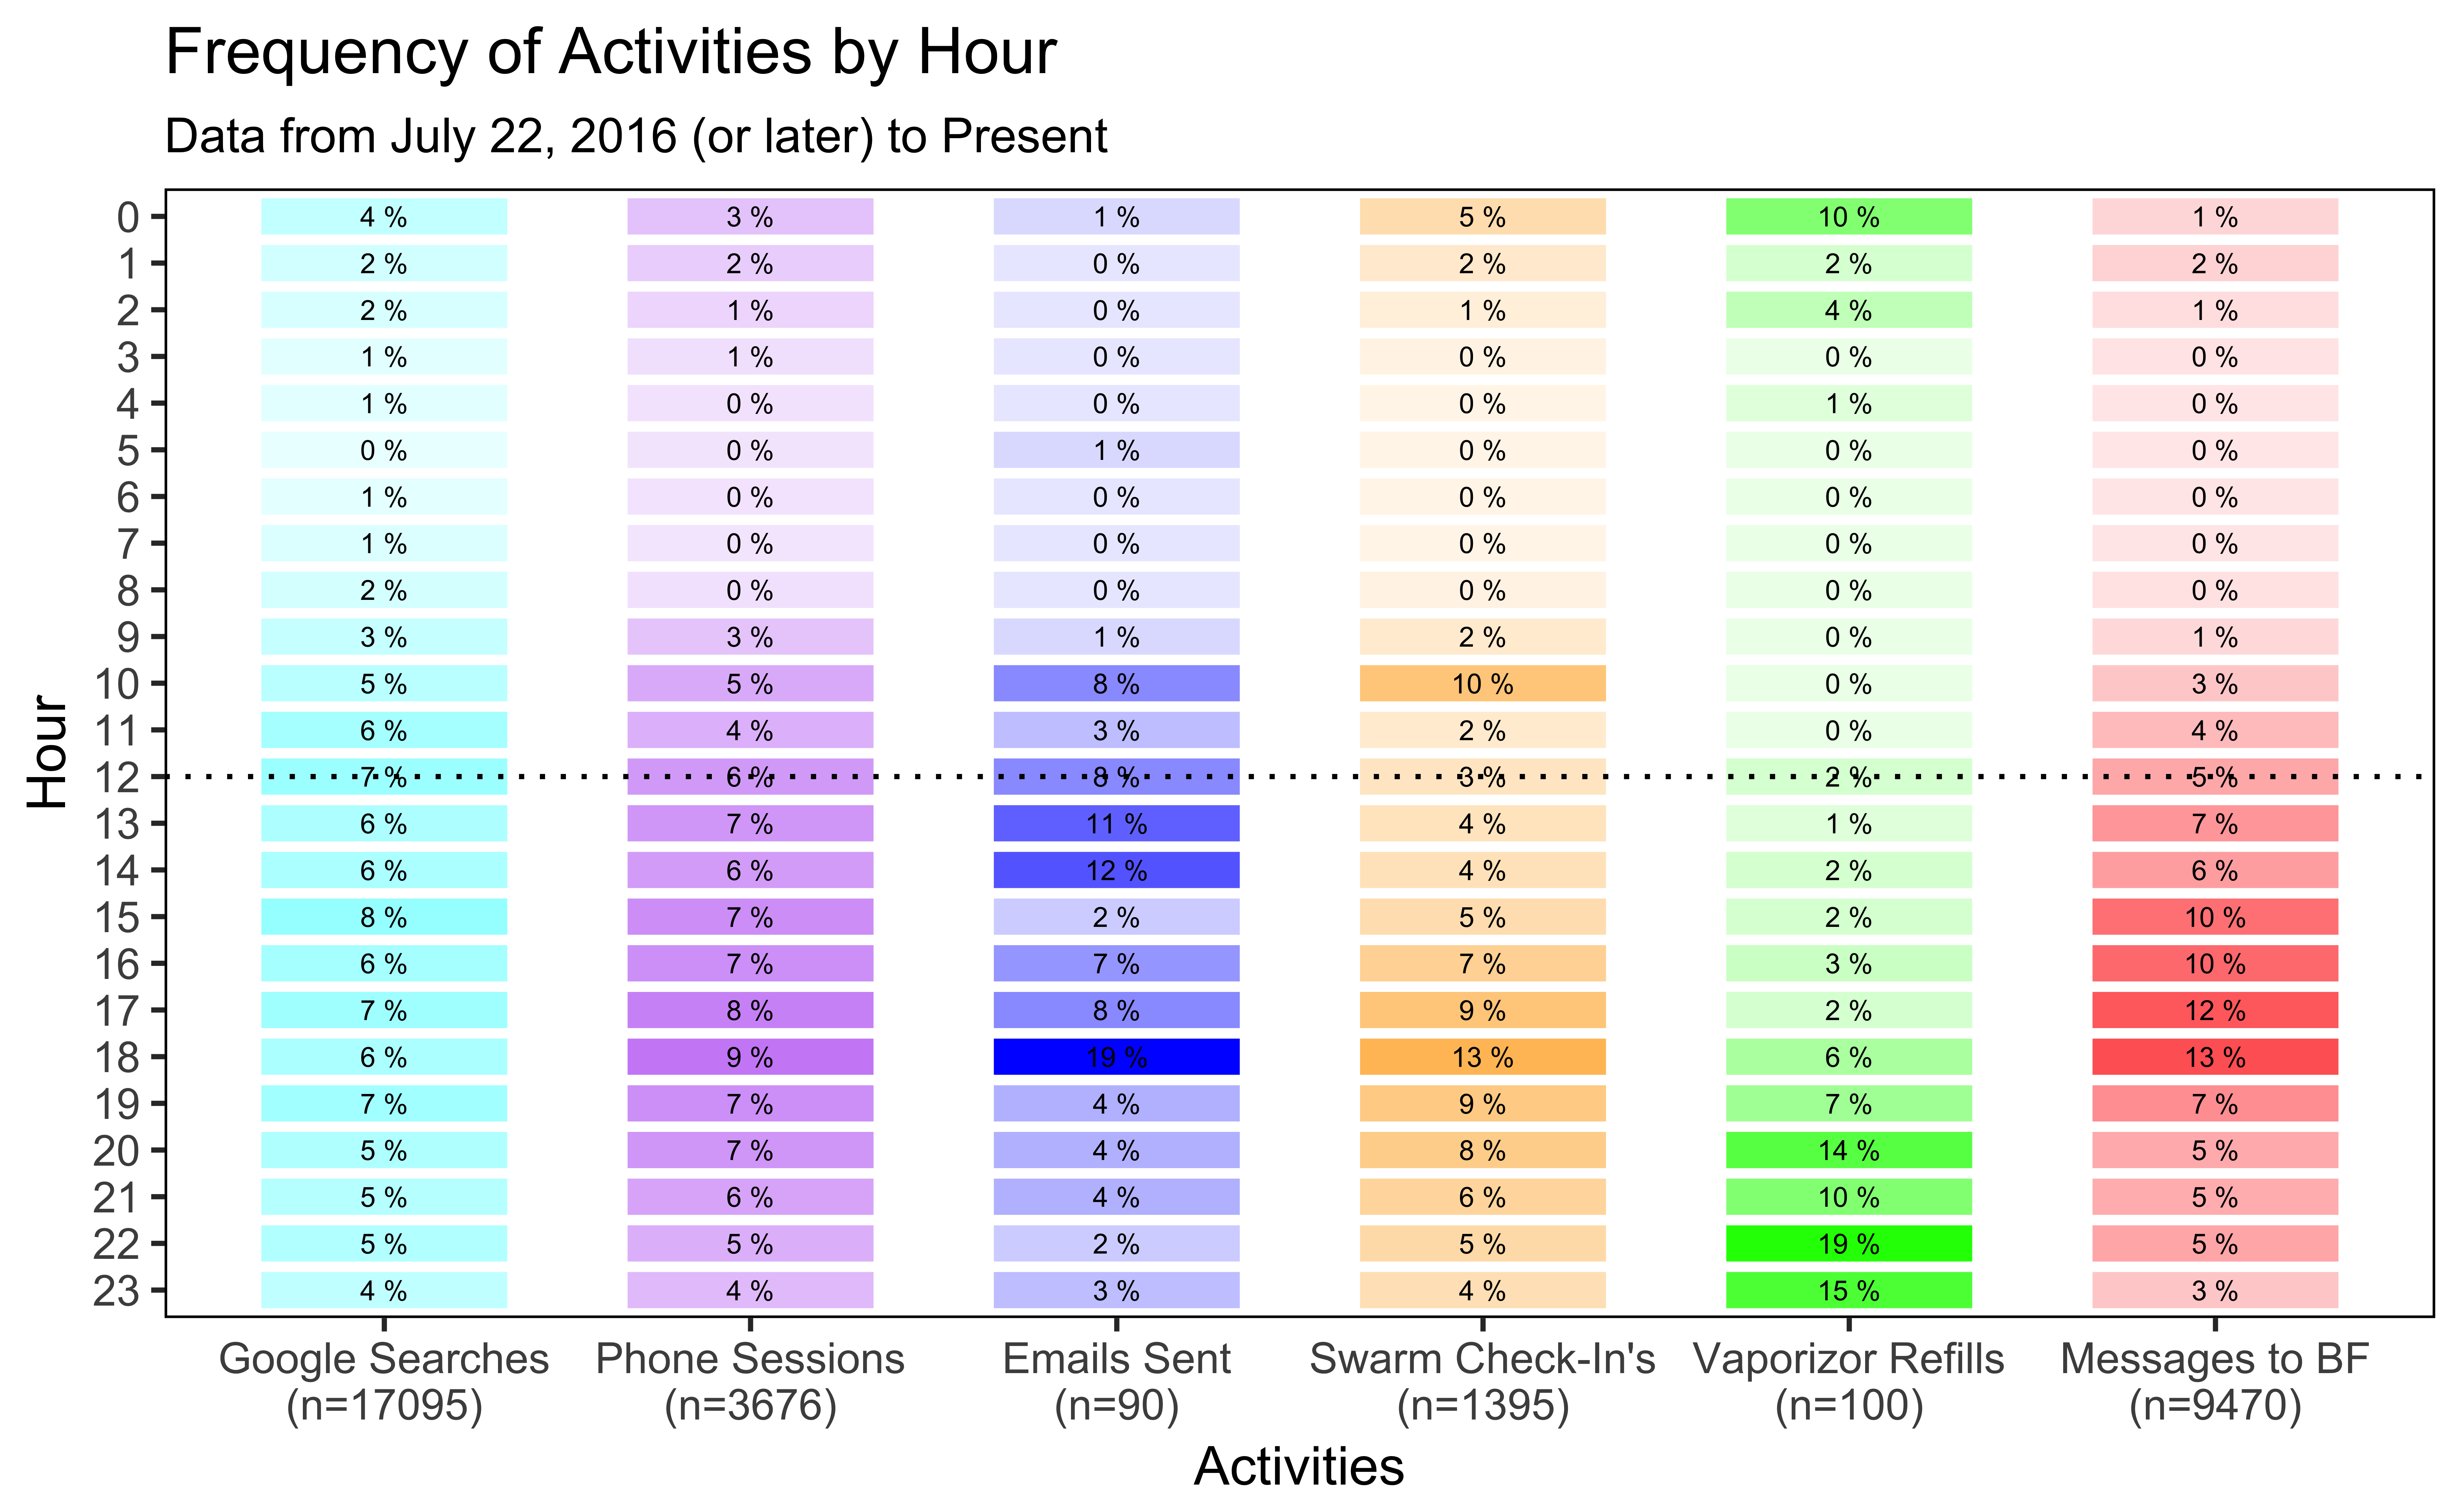 Frequency of Activities by Hour
Data from July 22, 2016 (or later) to Present
0 4 % 3 % 1 % 5 % 10 % 1 %
1 2 % 2 % 0 % 2 % 2 % 2 %
2 2 % 1 % 0 % 1 % 4 % 1 %
3 1 % 1 % 0 % 0 % 0 % 0 %
4 1 % 0 % 0 % 0 % 1 % 0 %
5 0 % 0 % 1 % 0 % 0 % 0 %
6 1 % 0 % 0 % 0 % 0 % 0 %
7 1 % 0 % 0 % 0 % 0 % 0 %
8 2 % 0 % 0 % 0 % 0 % 0 %
9 3 % 3 % 1 % 2 % 0 % 1 %
10 5 % 5 % 8 % 10 % 0 % 3 %
11 6 % 4 % 3 % 2 % 0 % 4 %
12 7 % 6 % 8 % 3 % 2 % 5 %
13 6 % 7 % 11 % 4 % 1 % 7 %
14 6 % 6 % 12 % 4 % 2 % 6 %
15 8 % 7 % 2 % 5 % 2 % 10 %
16 6 % 7 % 7 % 7 % 3 % 10 %
17 7 % 8 % 8 % 9 % 2 % 12 %
18 6 % 9 % 19 % 13 % 6 % 13 %
19 7 % 7 % 4 % 9 % 7 % 7 %
20 5 % 7 % 4 % 8 % 14 % 5 %
21 5 % 6 % 4 % 6 % 10 % 5 %
22 5 % 5 % 2 % 5 % 19 % 5 %
23 4 % 4 % 3 % 4 % 15 % 3 %
Hour
Google Searches Phone Sessions Emails Sent Swarm Check-In's Vaporizor Refills Messages to BF
(n=17095) (n=3676) (n=90) (n=1395) (n=100) (n=9470)
Activities